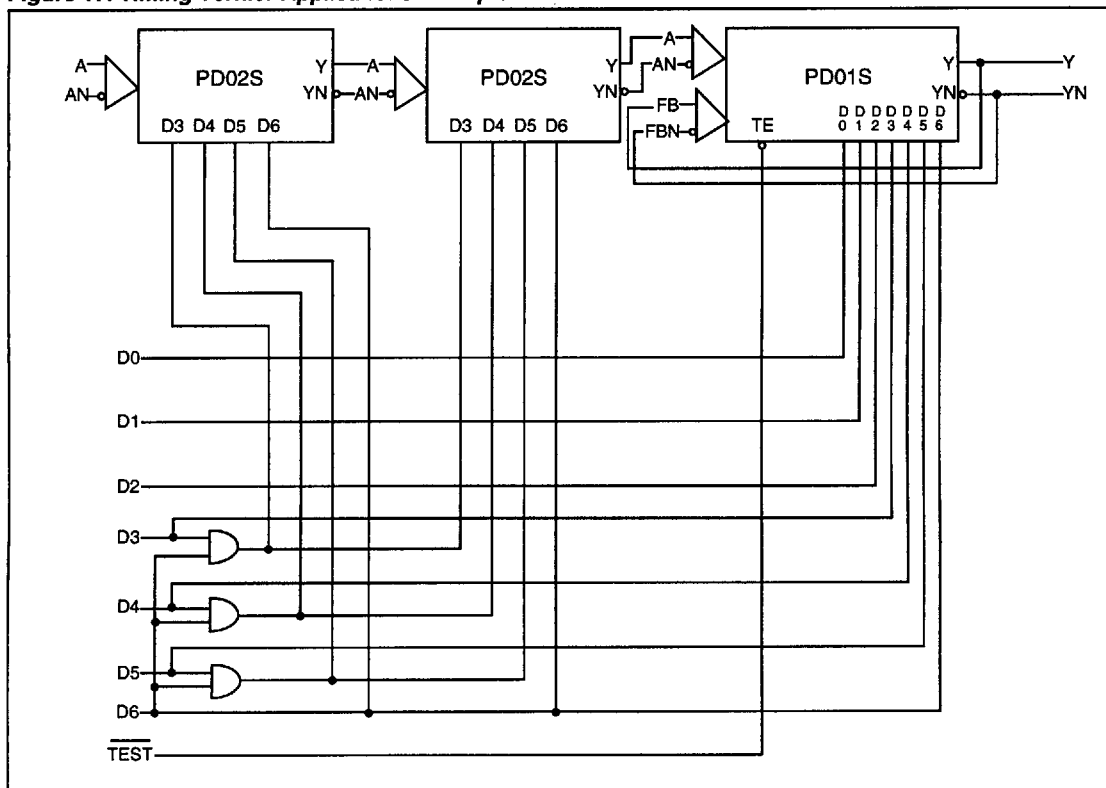 Figure
A
AN
PD02S
Y
YN
D3 D4 D5 D6
A
AN
PD02S
Y
YN
D3 D4 D5 D6
A
AN
FB
FBN
PD01S
TE
Y
YN
D D D D D D D
0 1 2 3 4 5 6
Y
YN
D0
D1
D2
D3
D4
D5
D6
TEST